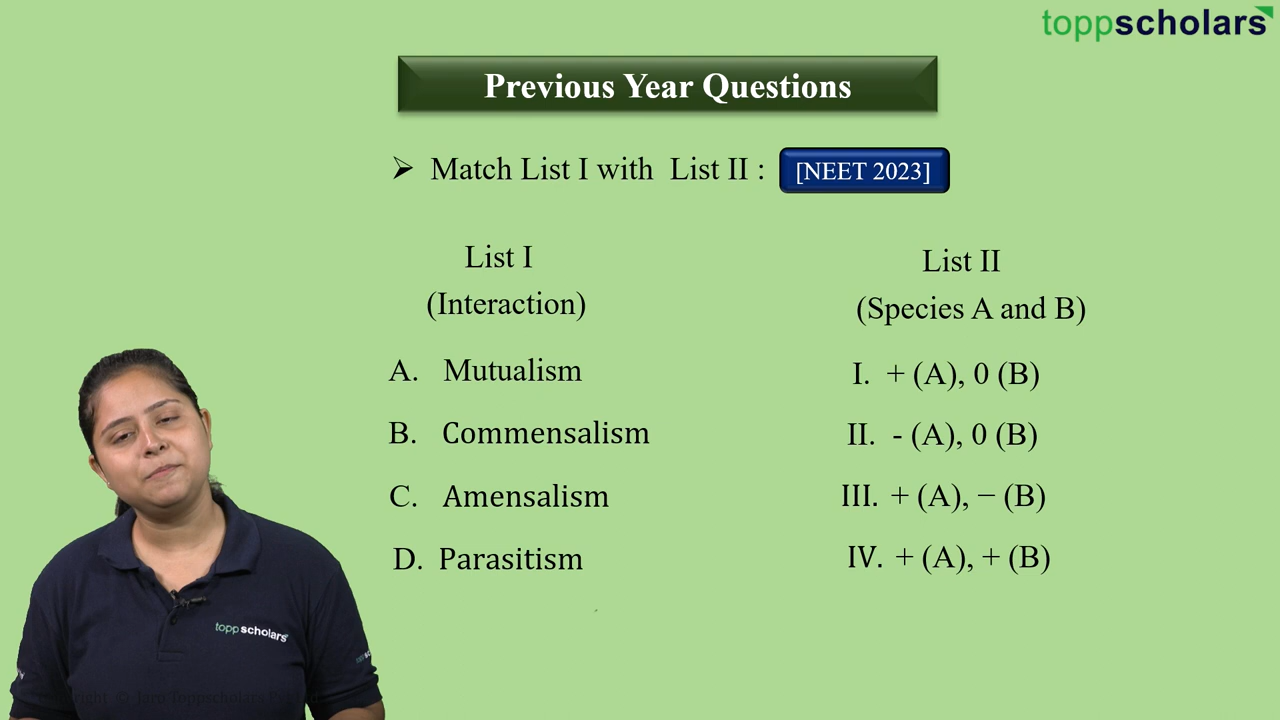 toppscholars
Previous Year Questions
➢ Match List I with List II : [NEET 2023]
List I
(Interaction)
List II
(Species A and B)
A. Mutualism
I. + (A), 0 (B)
B. Commensalism
II. - (A), 0 (B)
C. Amensalism
III. + (A), − (B)
D. Parasitism
IV. + (A), + (B)
toppscholars